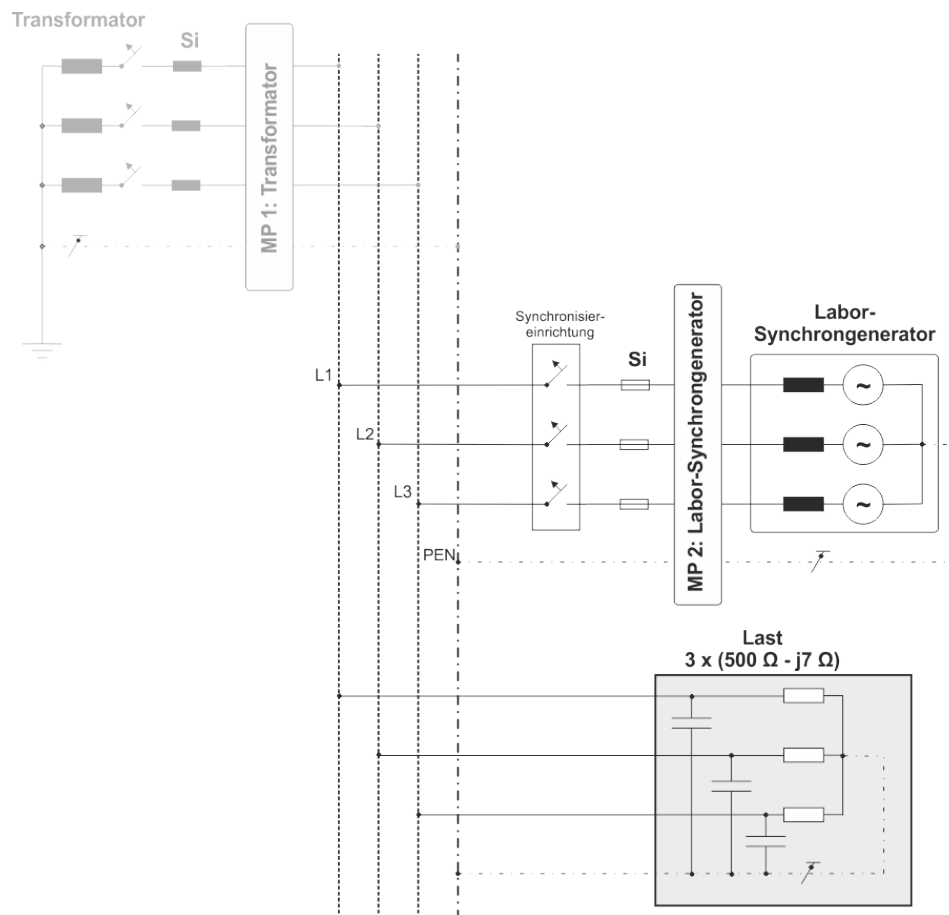 Transformator
Si
MP 1: Transformator
Synchronisier-
einrichtung
Si
MP 2: Labor-Synchrongenerator
Labor-
Synchrongenerator
L1
~
L2
~
L3
~
PEN
Last
3 x (500 Ω - j7 Ω)